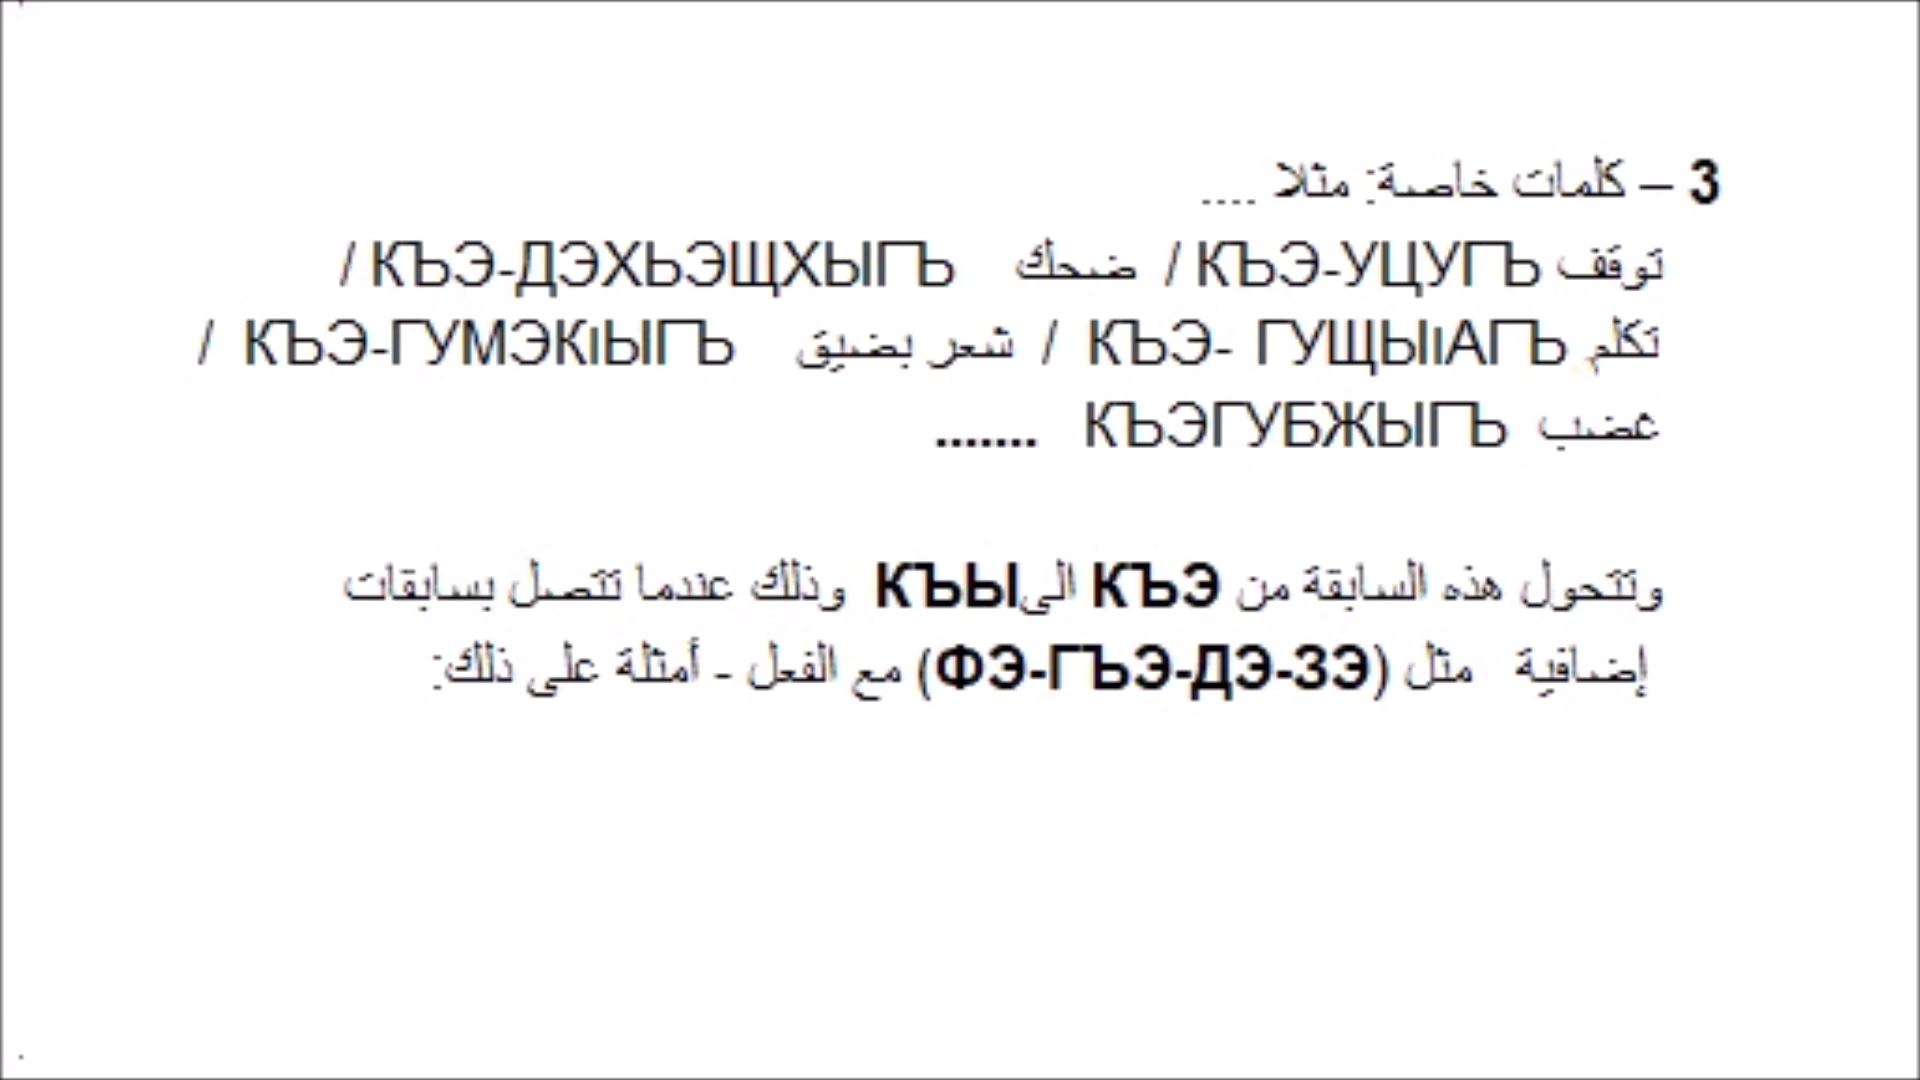 3 – كلمات خاصة: مثلا ....
توقف КЪЭ-УЦУГЪ / ضحك КЪЭ-ДЭХЬЭЩХЫГЪ /
تكلم КЪЭ- ГУЩЫıАГЪ / شعر بضيق КЪЭ-ГУМЭКıЫГЪ /
غضب КЪЭГУБЖЫГЪ .......
وتتحول هذه السابقة من КЪЭ الى КЪЫ وذلك عندما تتصل بسابقات
إضافية مثل (ФЭ-ГЪЭ-ДЭ-ЗЭ) مع الفعل - أمثلة على ذلك: